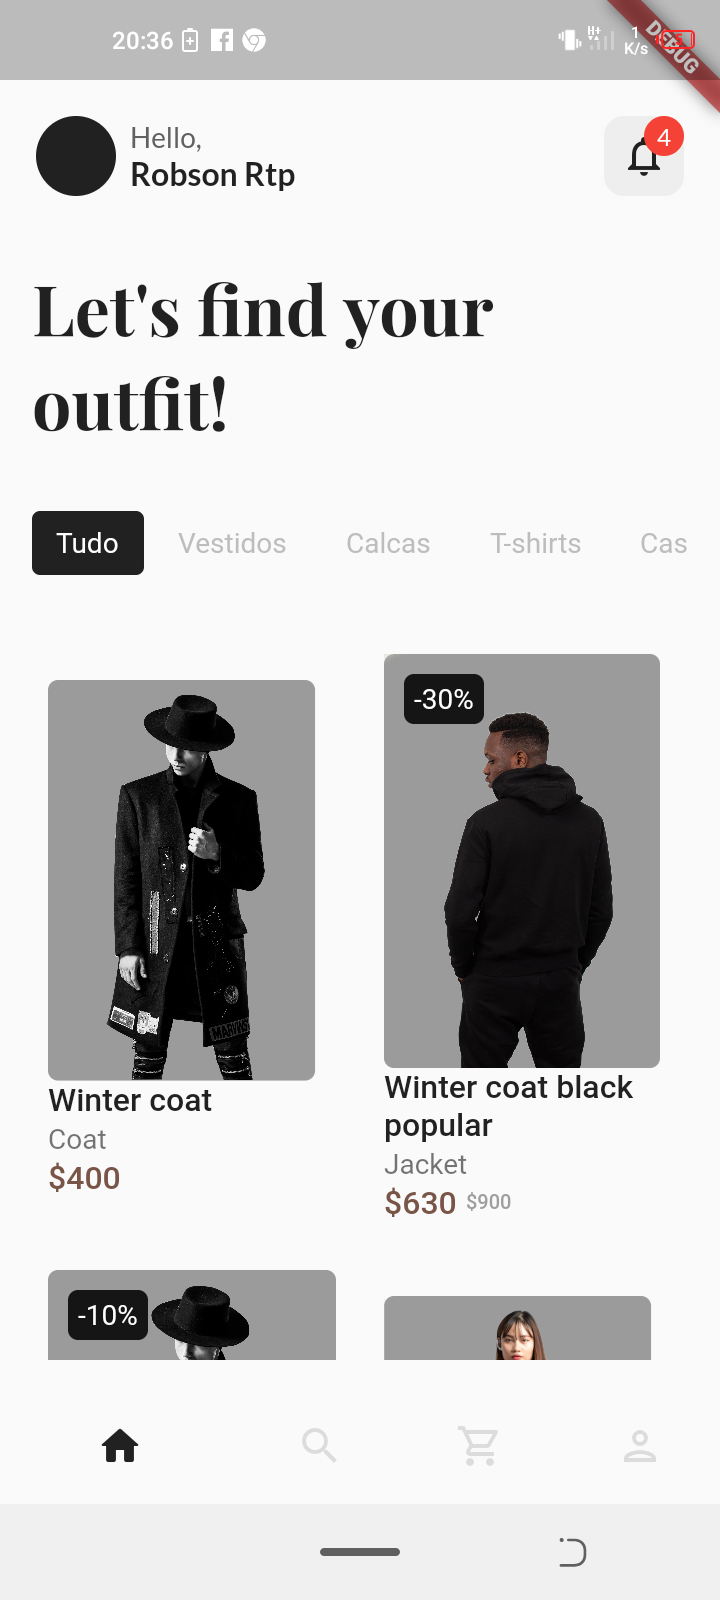 20:36
H+
1
K/s
DEBUG
Hello,
Robson Rtp
4
Let's find your
outfit!
Tudo Vestidos Calcas T-shirts Cas
-30%
Winter coat
Coat
$400
Winter coat black
popular
Jacket
$630 $900
-10%